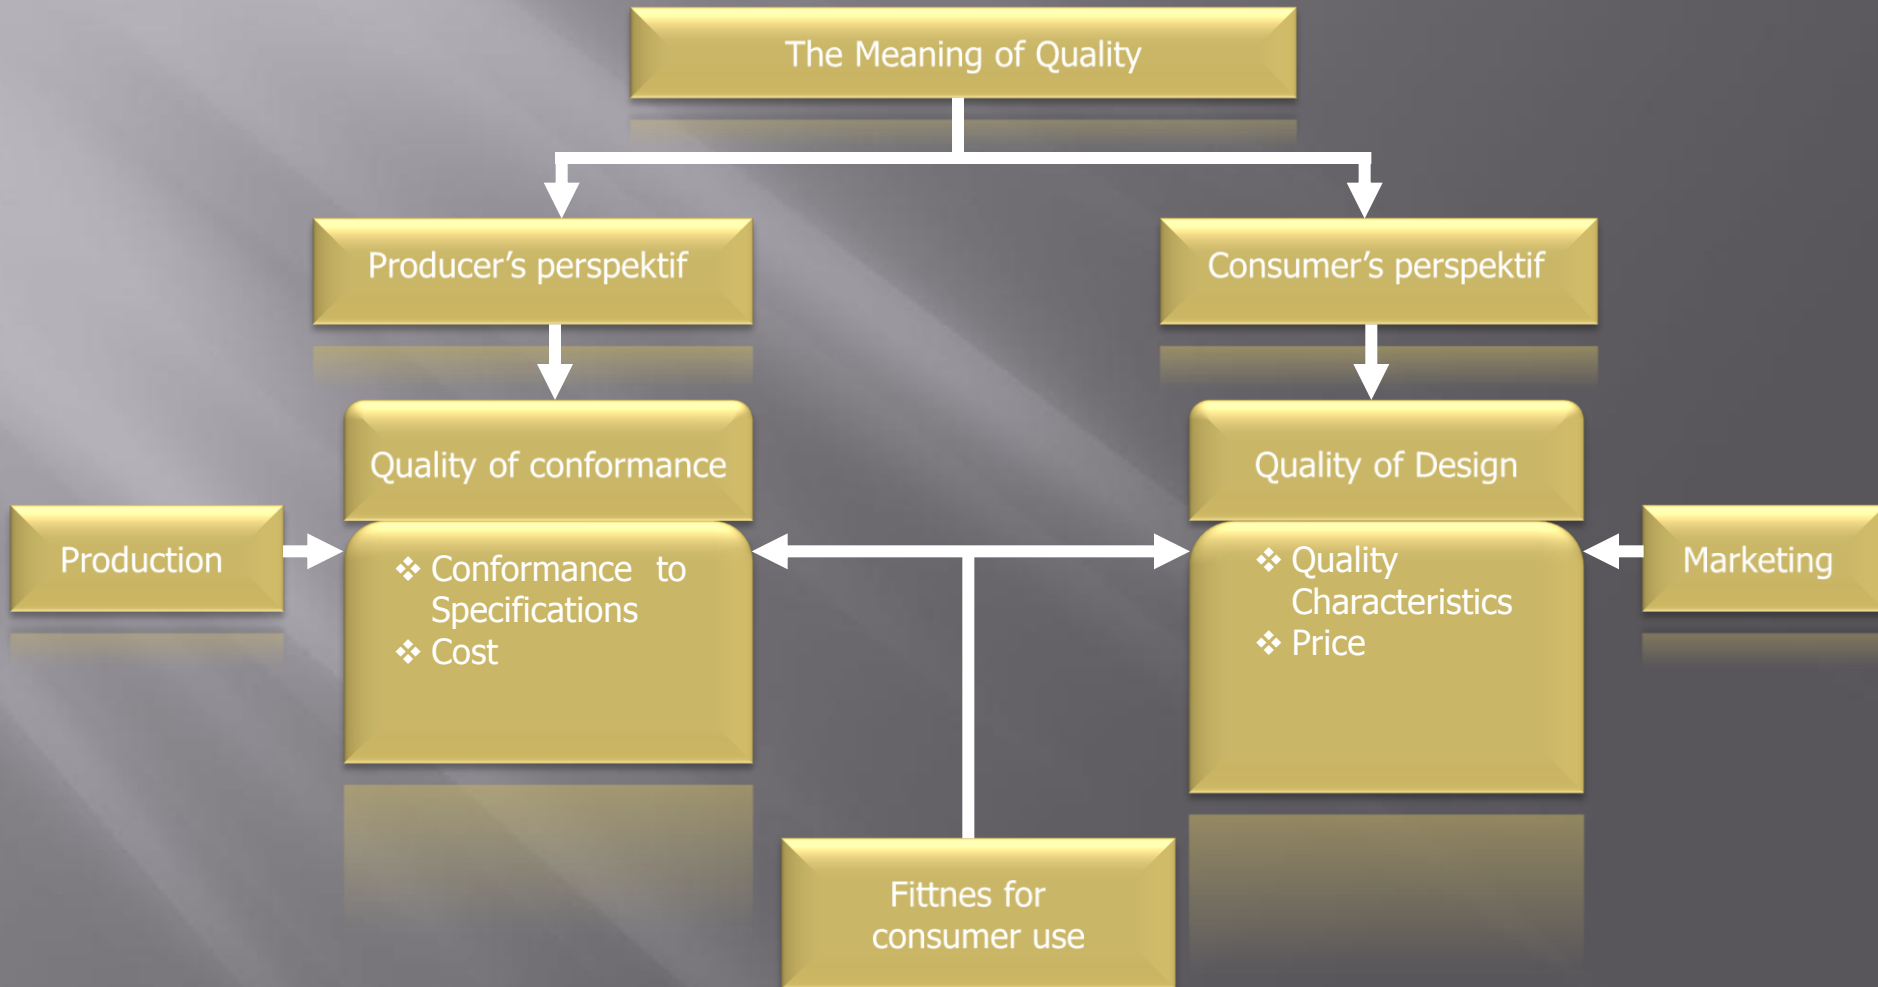 The Meaning of Quality
Producer’s perspektif
Consumer’s perspektif
Quality of conformance
Quality of Design
Production
❖ Conformance to
Specifications
❖ Cost
❖ Quality
Characteristics
❖ Price
Marketing
Fittnes for
consumer use